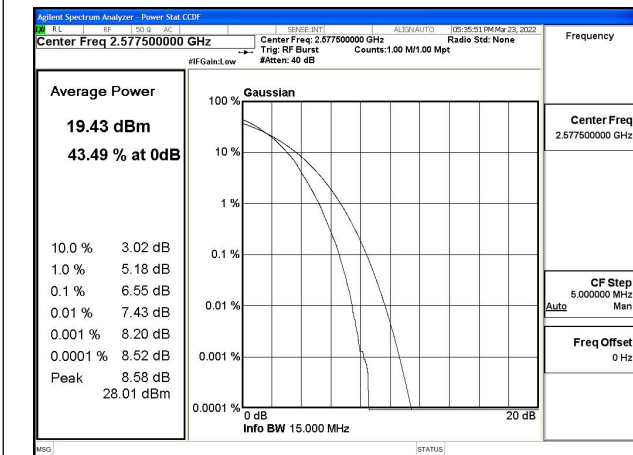 Agilent Spectrum Analyzer - Power Stat CCDF
RL RF 50 Ω AC SENSE:INT ALIGN AUTO 05:35:51 PM Mar 23, 2022
Center Freq 2.577500000 GHz
Center Freq: 2.577500000 GHz Radio Std: None
Trig: RF Burst Counts:1.00 M/1.00 Mpt
#IFGain:Low #Atten: 40 dB
Frequency
Average Power
19.43 dBm
43.49 % at 0dB
10.0 % 3.02 dB
1.0 % 5.18 dB
0.1 % 6.55 dB
0.01 % 7.43 dB
0.001 % 8.20 dB
0.0001 % 8.52 dB
Peak 8.58 dB
28.01 dBm
Gaussian
100 %
10 %
1 %
0.1 %
0.01 %
0.001 %
0.0001 %
0 dB 20 dB
Info BW 15.000 MHz
Center Freq
2.577500000 GHz
CF Step
5.000000 MHz
Auto Man
Freq Offset
0 Hz
MSG STATUS